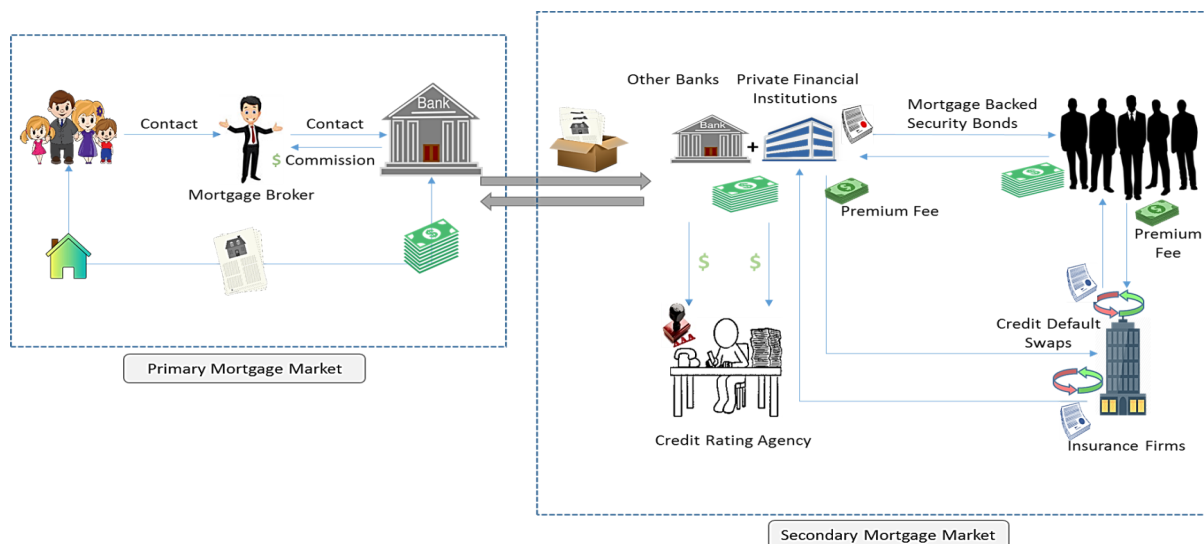 Contact
Contact
$ Commission
Bank
Mortgage Broker
Primary Mortgage Market
Other Banks
Private Financial
Institutions
Bank
Mortgage Backed
Security Bonds
Premium Fee
Premium
Fee
$
$
AAA
Credit Rating Agency
Credit Default
Swaps
Insurance Firms
Secondary Mortgage Market